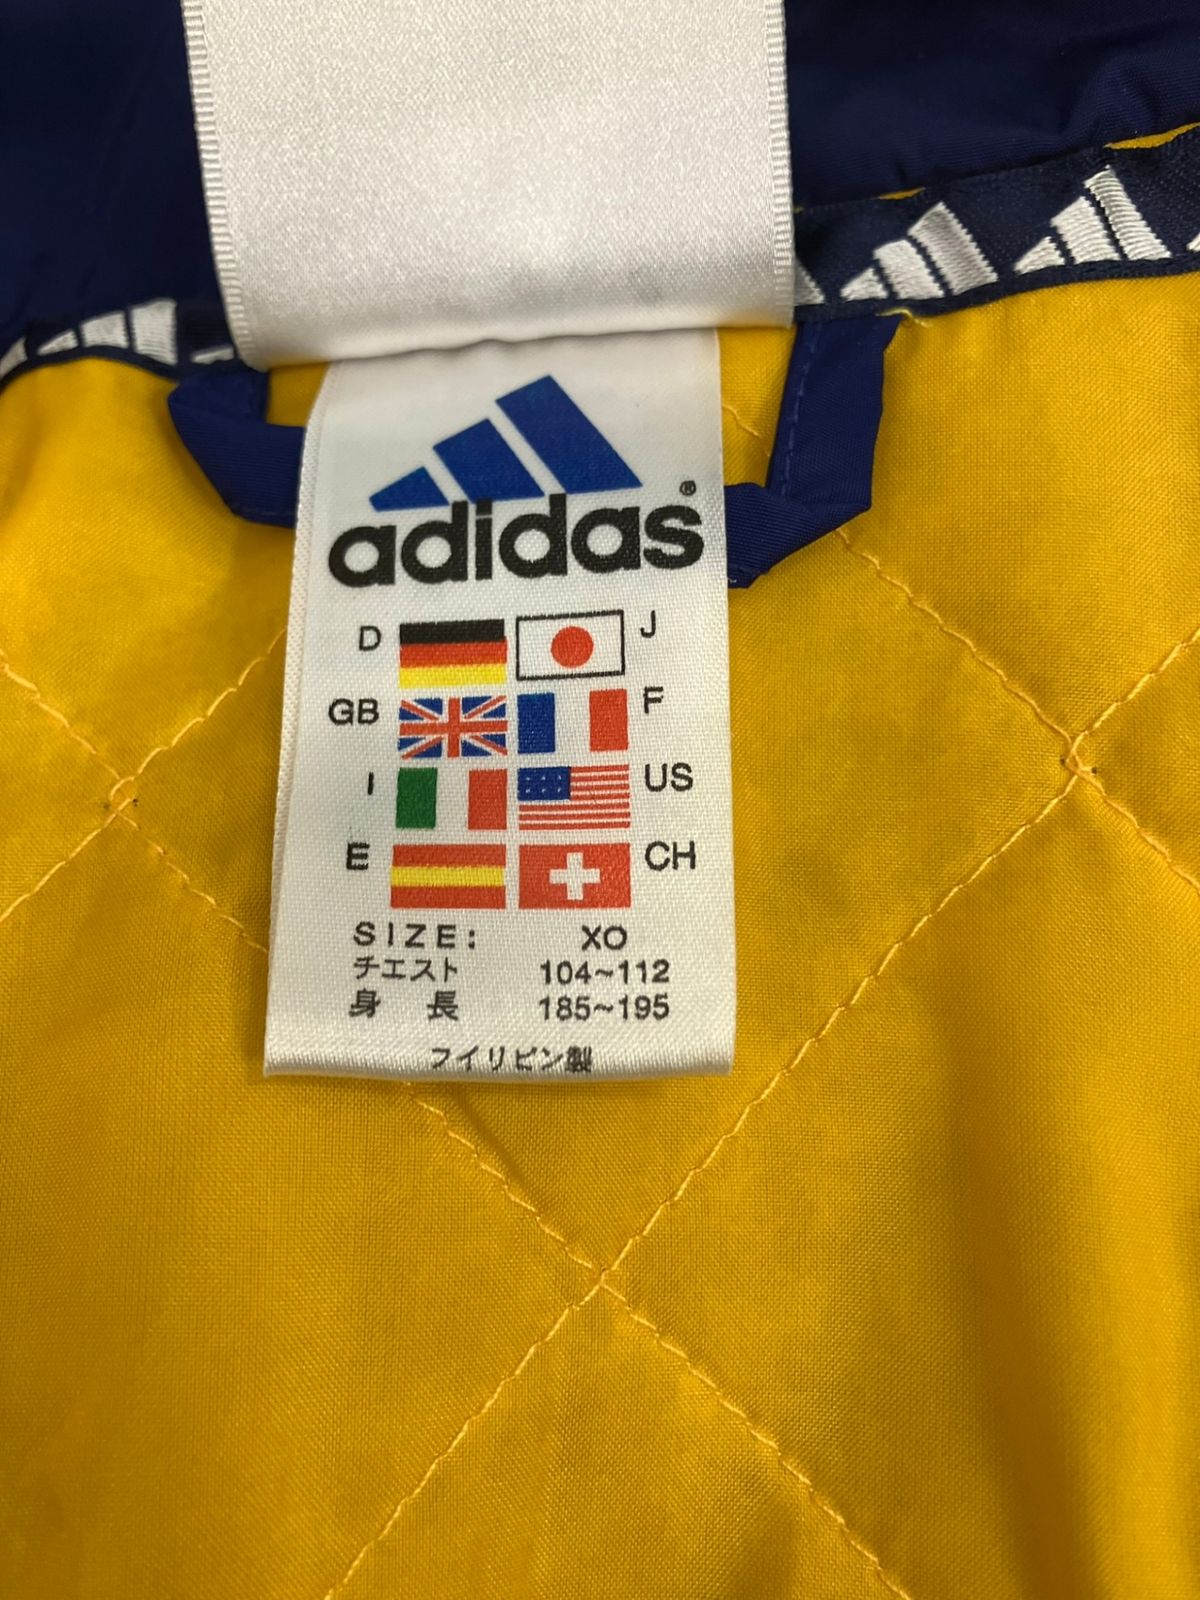 adidas®
D J
GB F
I US
E CH
SIZE: XO
チエスト 104~112
身長 185~195
フイリピン製